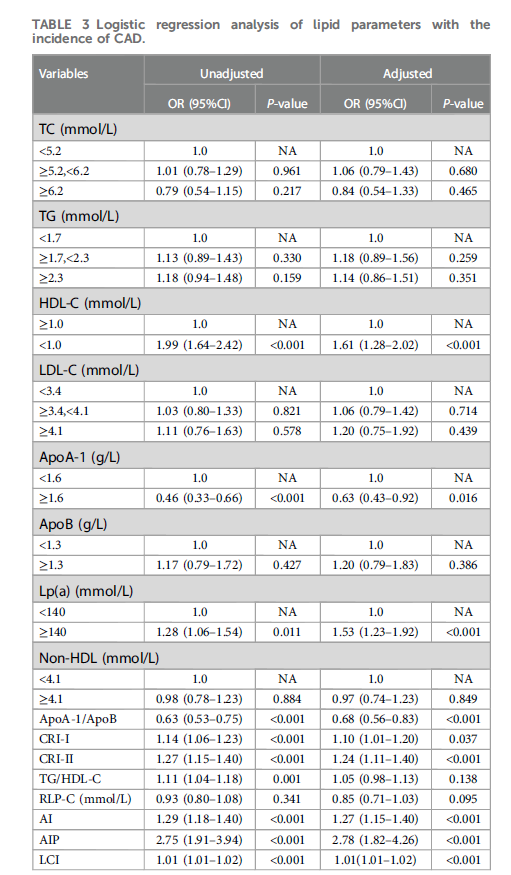 TABLE 3 Logistic regression analysis of lipid parameters with the
incidence of CAD.
Variables Unadjusted Adjusted
OR (95%CI) P-value OR (95%CI) P-value
TC (mmol/L)
<5.2 1.0 NA 1.0 NA
≥5.2,<6.2 1.01 (0.78–1.29) 0.961 1.06 (0.79–1.43) 0.680
≥6.2 0.79 (0.54–1.15) 0.217 0.84 (0.54–1.33) 0.465
TG (mmol/L)
<1.7 1.0 NA 1.0 NA
≥1.7,<2.3 1.13 (0.89–1.43) 0.330 1.18 (0.89–1.56) 0.259
≥2.3 1.18 (0.94–1.48) 0.159 1.14 (0.86–1.51) 0.351
HDL-C (mmol/L)
≥1.0 1.0 NA 1.0 NA
<1.0 1.99 (1.64–2.42) <0.001 1.61 (1.28–2.02) <0.001
LDL-C (mmol/L)
<3.4 1.0 NA 1.0 NA
≥3.4,<4.1 1.03 (0.80–1.33) 0.821 1.06 (0.79–1.42) 0.714
≥4.1 1.11 (0.76–1.63) 0.578 1.20 (0.75–1.92) 0.439
ApoA-1 (g/L)
<1.6 1.0 NA 1.0 NA
≥1.6 0.46 (0.33–0.66) <0.001 0.63 (0.43–0.92) 0.016
ApoB (g/L)
<1.3 1.0 NA 1.0 NA
≥1.3 1.17 (0.79–1.72) 0.427 1.20 (0.79–1.83) 0.386
Lp(a) (mmol/L)
<140 1.0 NA 1.0 NA
≥140 1.28 (1.06–1.54) 0.011 1.53 (1.23–1.92) <0.001
Non-HDL (mmol/L)
<4.1 1.0 NA 1.0 NA
≥4.1 0.98 (0.78–1.23) 0.884 0.97 (0.74–1.23) 0.849
ApoA-1/ApoB 0.63 (0.53–0.75) <0.001 0.68 (0.56–0.83) <0.001
CRI-I 1.14 (1.06–1.23) <0.001 1.10 (1.01–1.20) 0.037
CRI-II 1.27 (1.15–1.40) <0.001 1.24 (1.11–1.40) <0.001
TG/HDL-C 1.11 (1.04–1.18) 0.001 1.05 (0.98–1.13) 0.138
RLP-C (mmol/L) 0.93 (0.80–1.08) 0.341 0.85 (0.71–1.03) 0.095
AI 1.29 (1.18–1.40) <0.001 1.27 (1.15–1.40) <0.001
AIP 2.75 (1.91–3.94) <0.001 2.78 (1.82–4.26) <0.001
LCI 1.01 (1.01–1.02) <0.001 1.01(1.01–1.02) <0.001